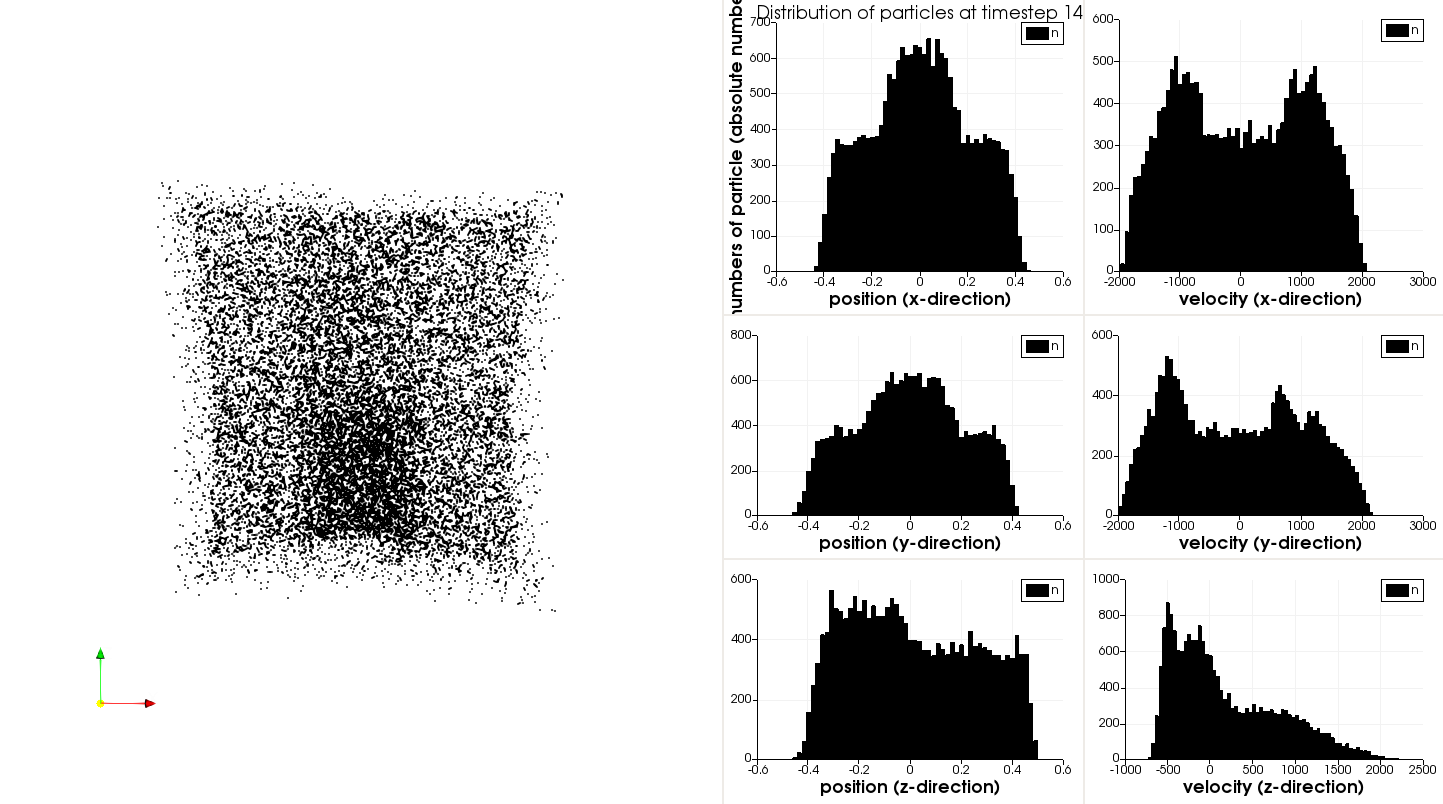 Distribution of particles at timestep 14
numbers of particle (absolute numbe
700
600
500
400
300
200
100
0
-0.6 -0.4 -0.2 0 0.2 0.4 0.6
position (x-direction)
n
600
500
400
300
200
100
0
-2000 -1000 0 1000 2000 3000
velocity (x-direction)
n
800
600
400
200
0
-0.6 -0.4 -0.2 0 0.2 0.4 0.6
position (y-direction)
n
600
400
200
0
-2000 -1000 0 1000 2000 3000
velocity (y-direction)
n
600
400
200
0
-0.6 -0.4 -0.2 0 0.2 0.4 0.6
position (z-direction)
n
1000
800
600
400
200
0
-1000 -500 0 500 1000 1500 2000 2500
velocity (z-direction)
n